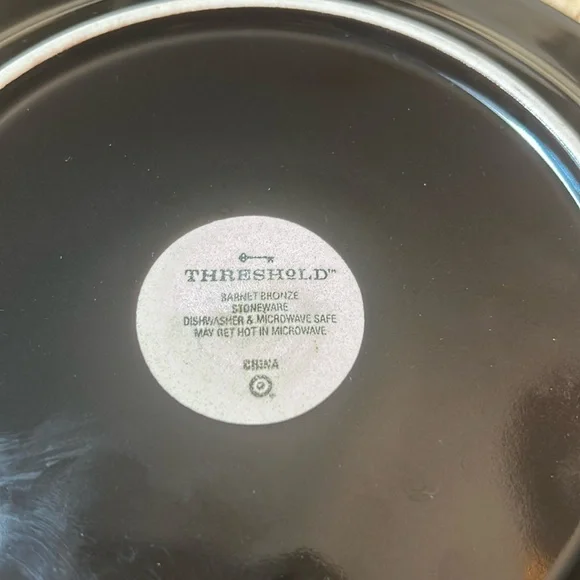 THRESHOLD™
BARNET BRONZE
STONEWARE
DISHWASHER & MICROWAVE SAFE
MAY GET HOT IN MICROWAVE
CHINA